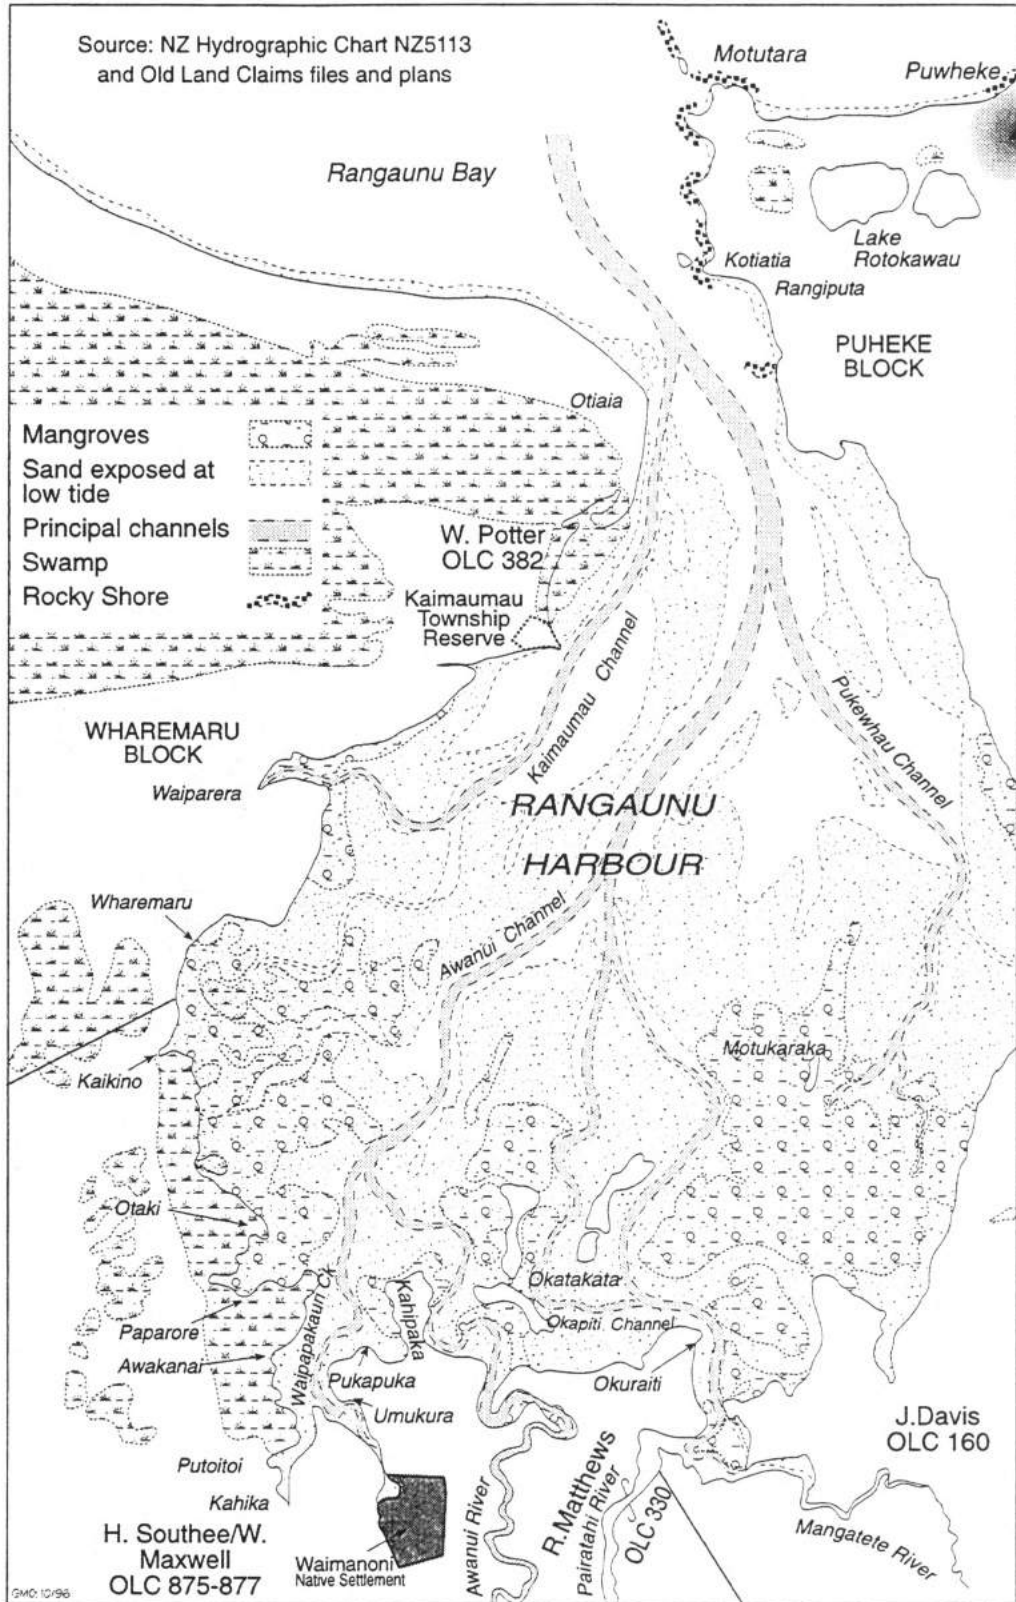 Source: NZ Hydrographic Chart NZ5113
and Old Land Claims files and plans
Motutara
Puwheke
Rangaunu Bay
Lake
Rotokawau
Kotiatia
Rangiputa
PUHEKE
BLOCK
Otiaia
Mangroves
Sand exposed at
low tide
Principal channels
Swamp
Rocky Shore
W. Potter
OLC 382
Kaimaumau
Township
Reserve
Kaimaumau Channel
Pukewhau Channel
WHAREMARU
BLOCK
Waiparera
RANGAUNU
HARBOUR
Wharemaru
Awanui Channel
Motukaraka
Kaikino
Otaki
Okatakata
Okapiti Channel
Kahipaka
Waipapakaun Ck
Paparore
Awakanai
Pukapuka
Okuraiti
Umukura
J.Davis
OLC 160
Putoitoi
Kahika
H. Southee/W.
Maxwell
OLC 875-877
Waimanoni
Native Settlement
Awanui River
R.Matthews
Pairatahi River
OLC 330
Mangatete River
GMD: 10/96